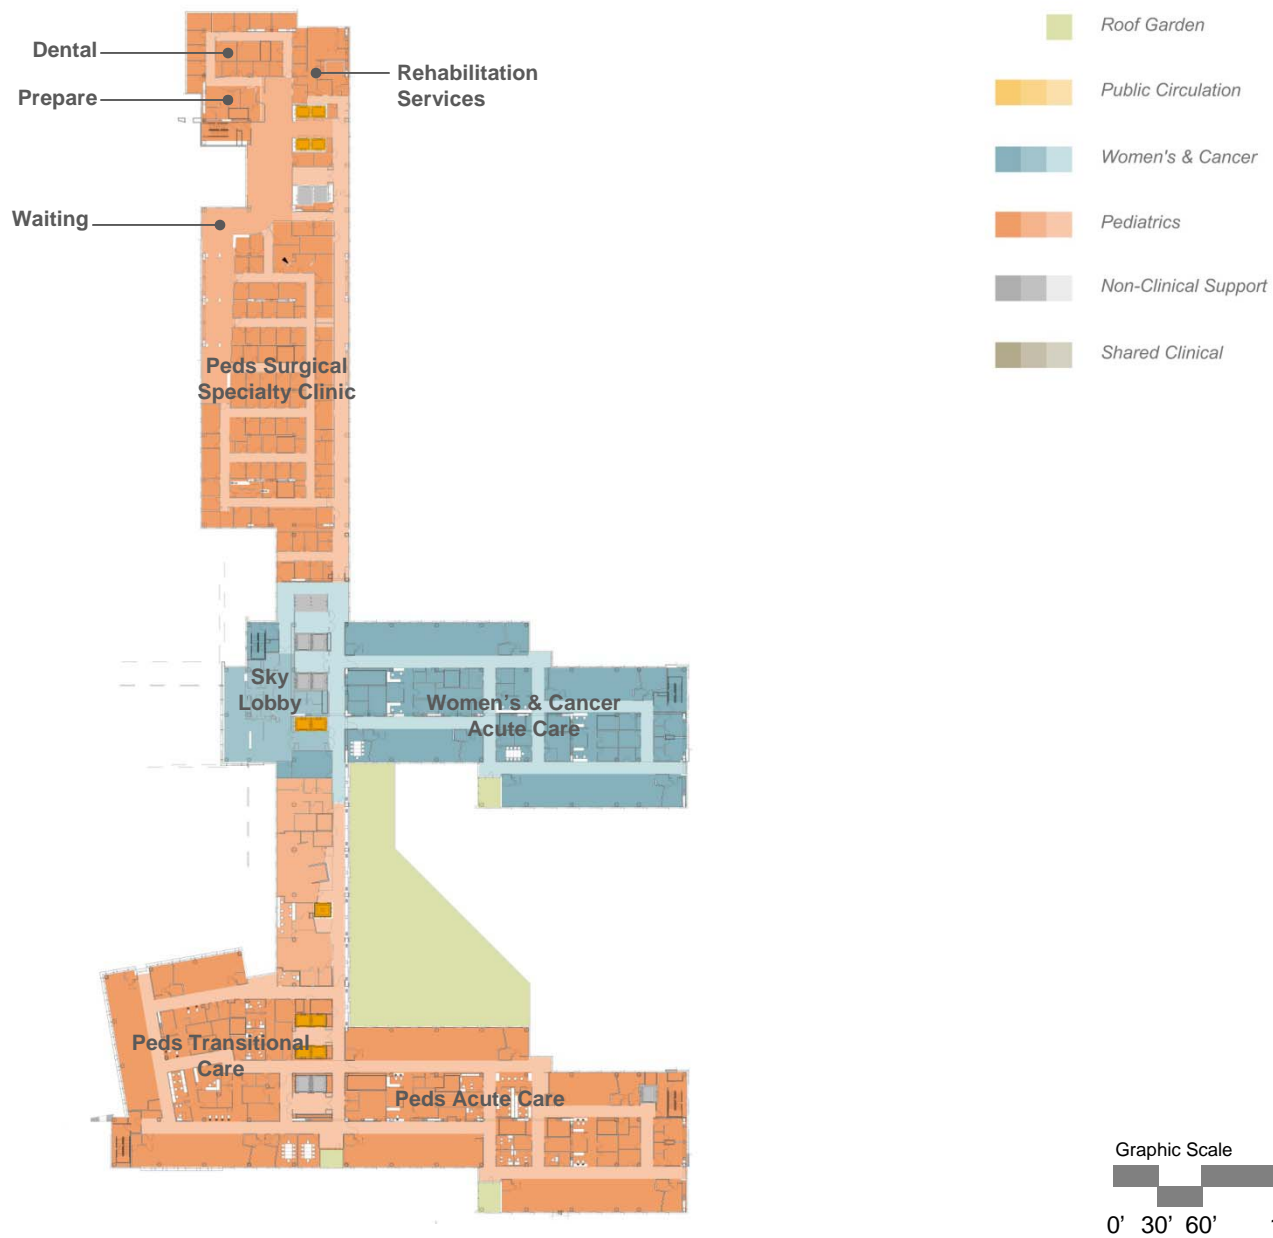 Dental
Prepare
Rehabilitation
Services
Waiting
Peds Surgical
Specialty Clinic
Sky
Lobby
Women's & Cancer
Acute Care
Peds Transitional
Care
Peds Acute Care
Roof Garden
Public Circulation
Women's & Cancer
Pediatrics
Non-Clinical Support
Shared Clinical
Graphic Scale
0' 30' 60'